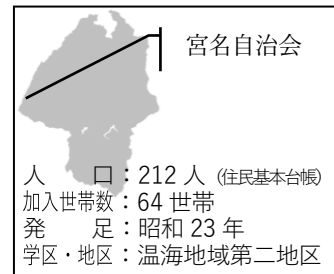 宮名自治会
人　　口：212 人 (住民基本台帳)
加入世帯数：64 世帯
発　　足：昭和 23 年
学区・地区：温海地域第二地区